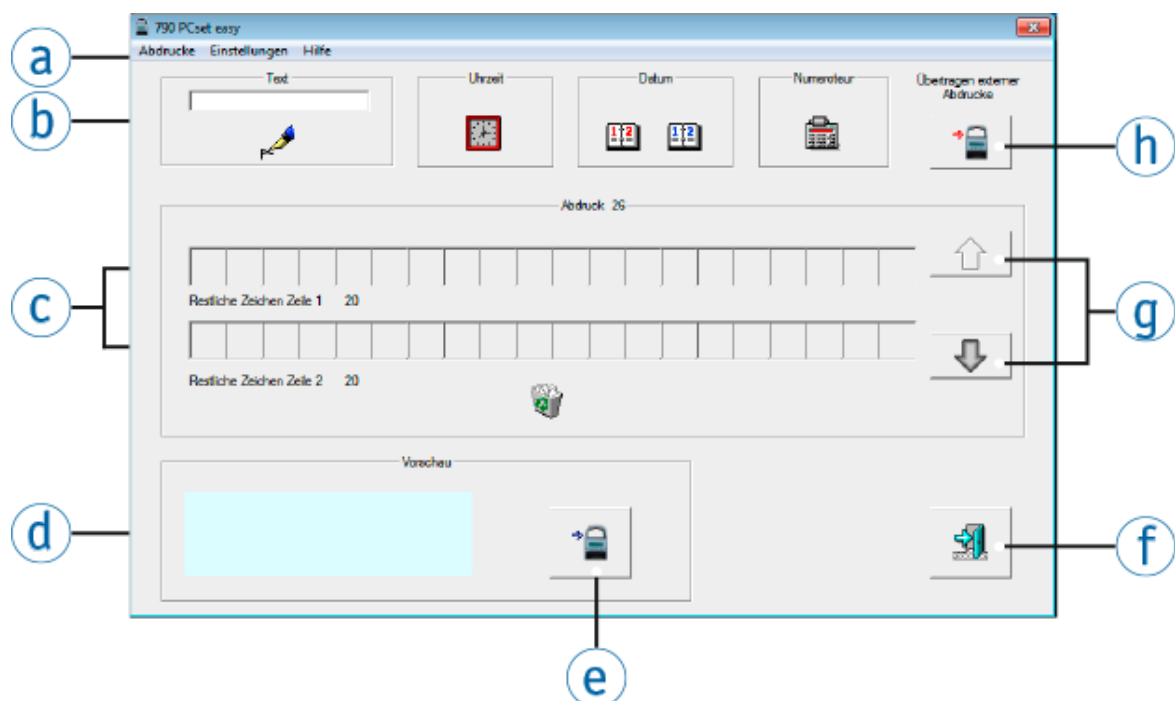 790 PCset easy
Abdrucke Einstellungen Hilfe
a
Text
Uhrzeit
Datum
Numeroteur
Übertragen externer
Abdrucke
b
h
Abdruck 26
c
Restliche Zeichen Zeile 1 20
g
Restliche Zeichen Zeile 2 20
Vorschau
d
f
e